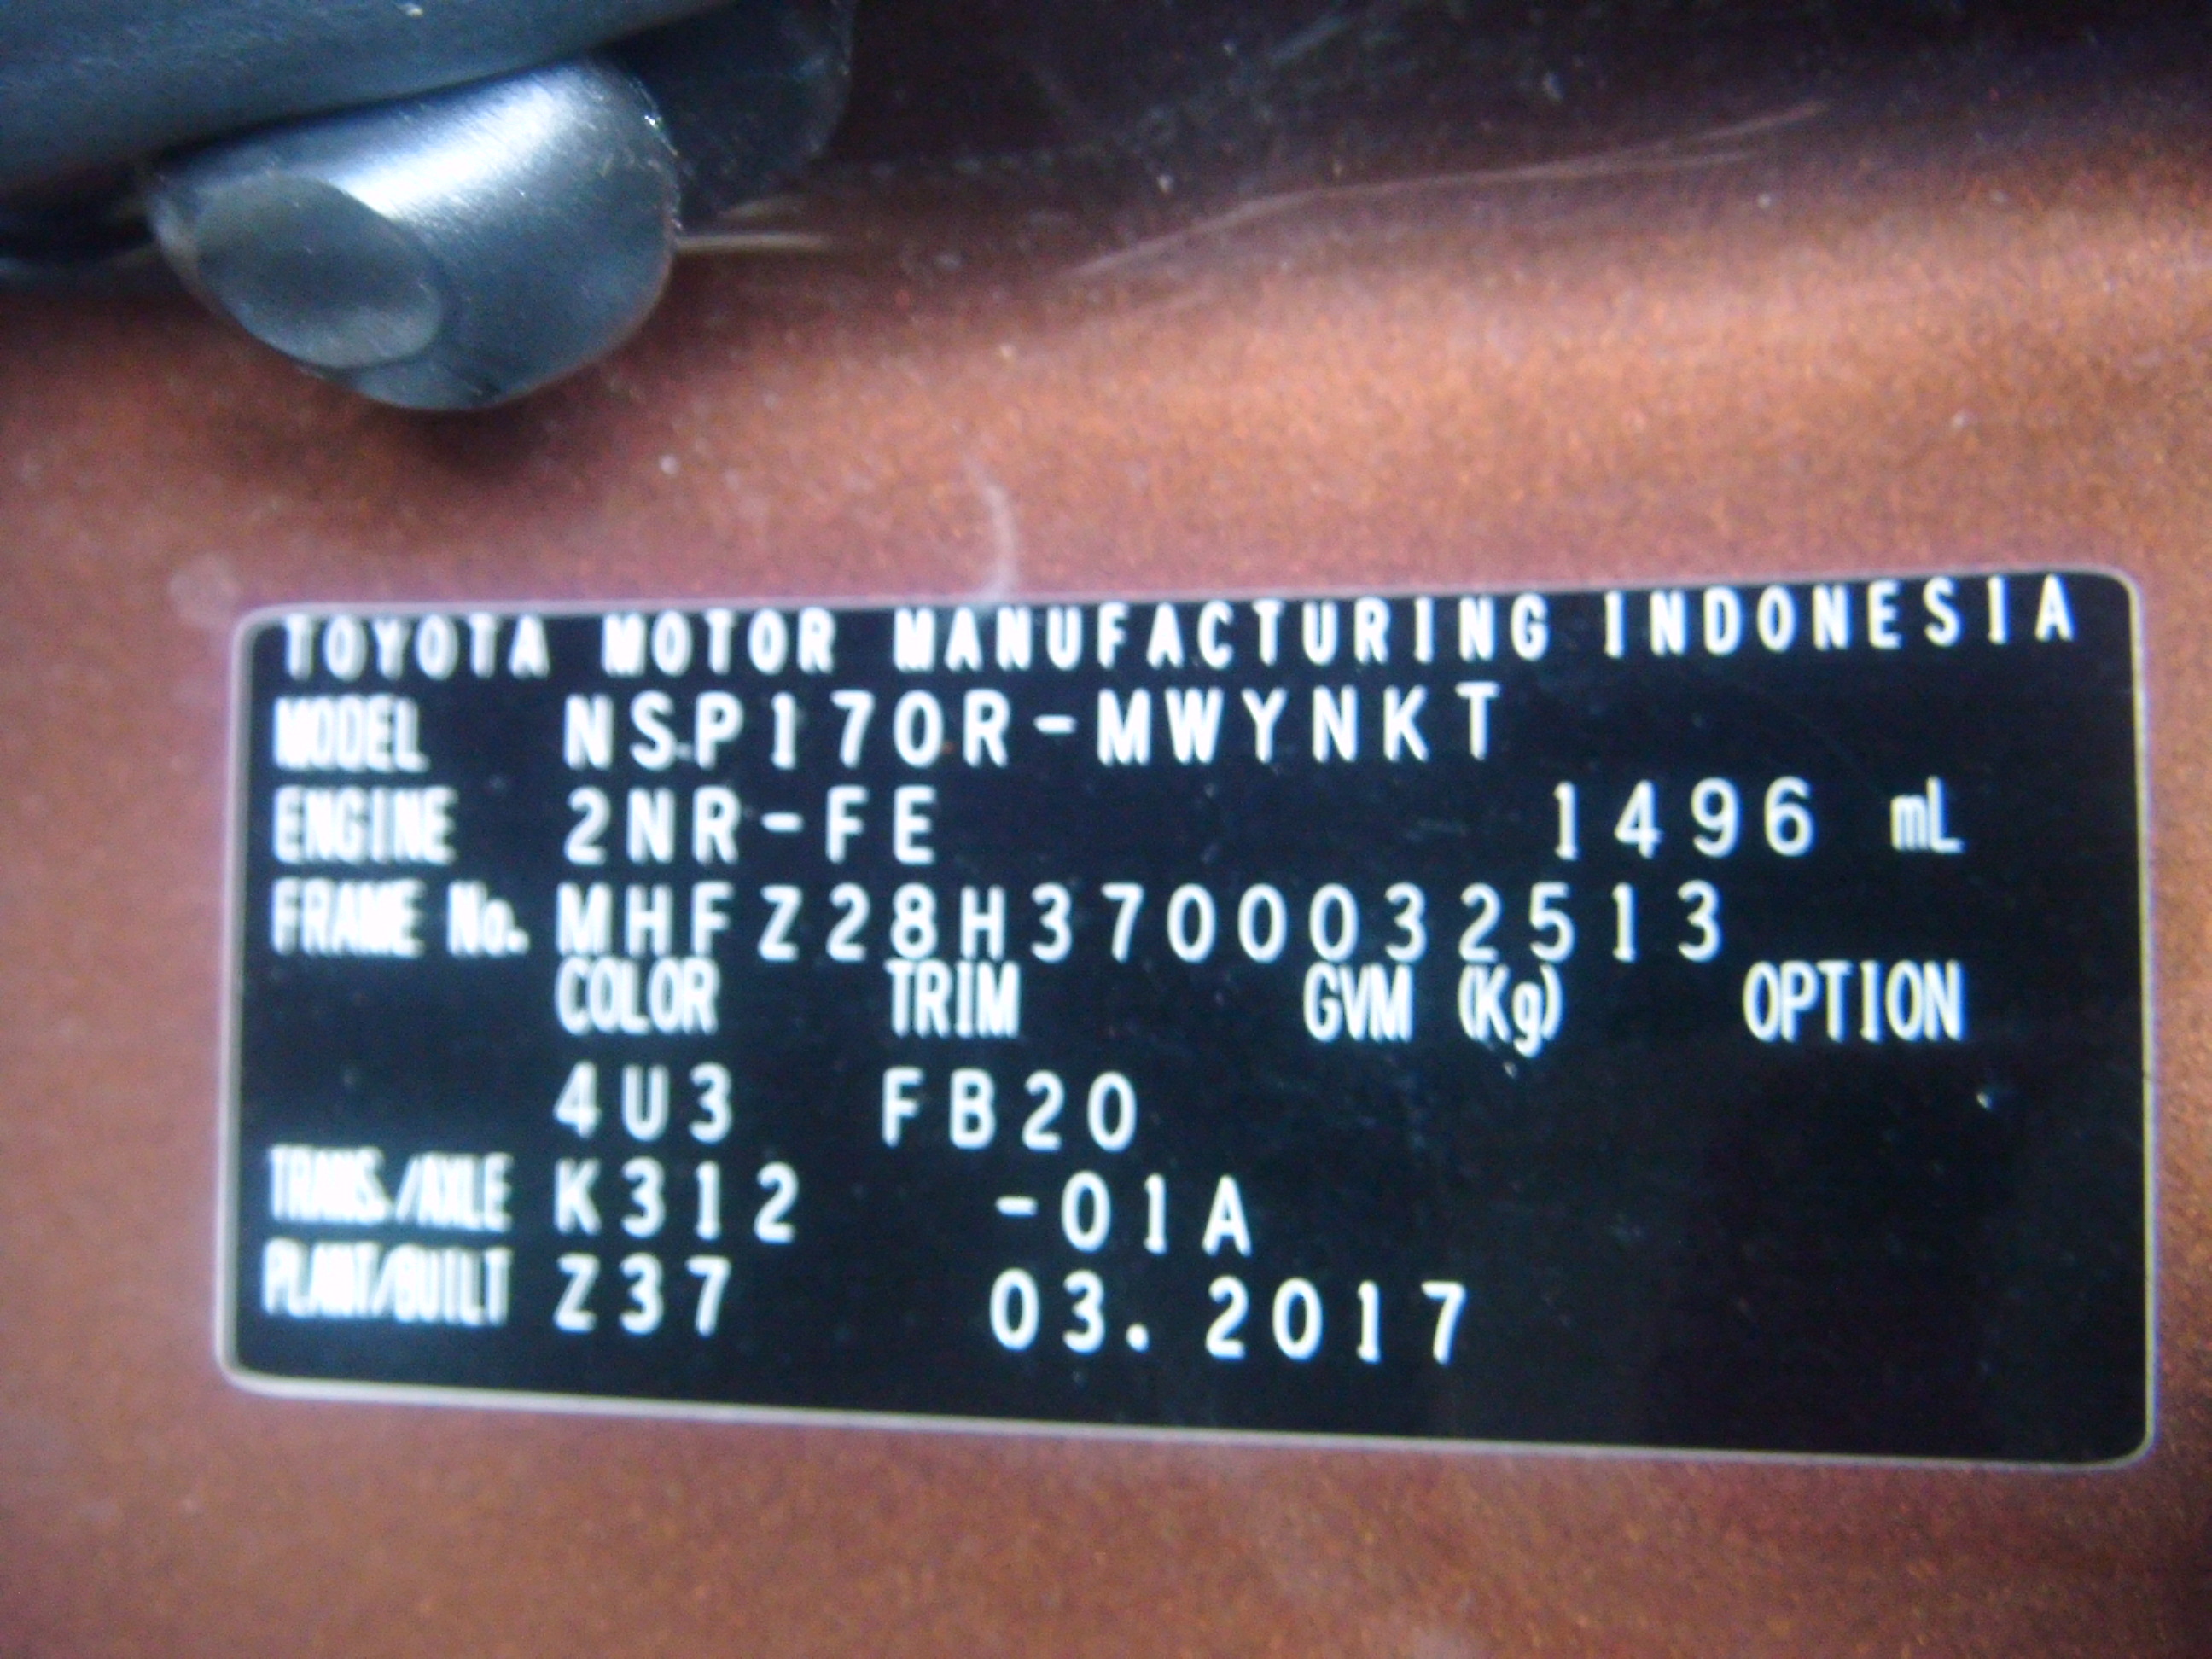 TOYOTA MOTOR MANUFACTURING INDONESIA
MODEL NSP170R-MWYNKT
ENGINE 2NR-FE 1496 mL
FRAME No. MHFZ28H3700032513
COLOR TRIM GVM (Kg) OPTION
4U3 FB20
TRANS./AXLE K312 -01A
PLANT/BUILT Z37 03.2017